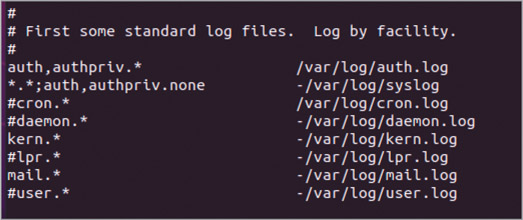 #
# First some standard log files.  Log by facility.
#
auth,authpriv.*                 /var/log/auth.log
*.*;auth,authpriv.none          -/var/log/syslog
#cron.*                         /var/log/cron.log
#daemon.*                       -/var/log/daemon.log
kern.*                          -/var/log/kern.log
#lpr.*                          -/var/log/lpr.log
mail.*                          -/var/log/mail.log
#user.*                         -/var/log/user.log